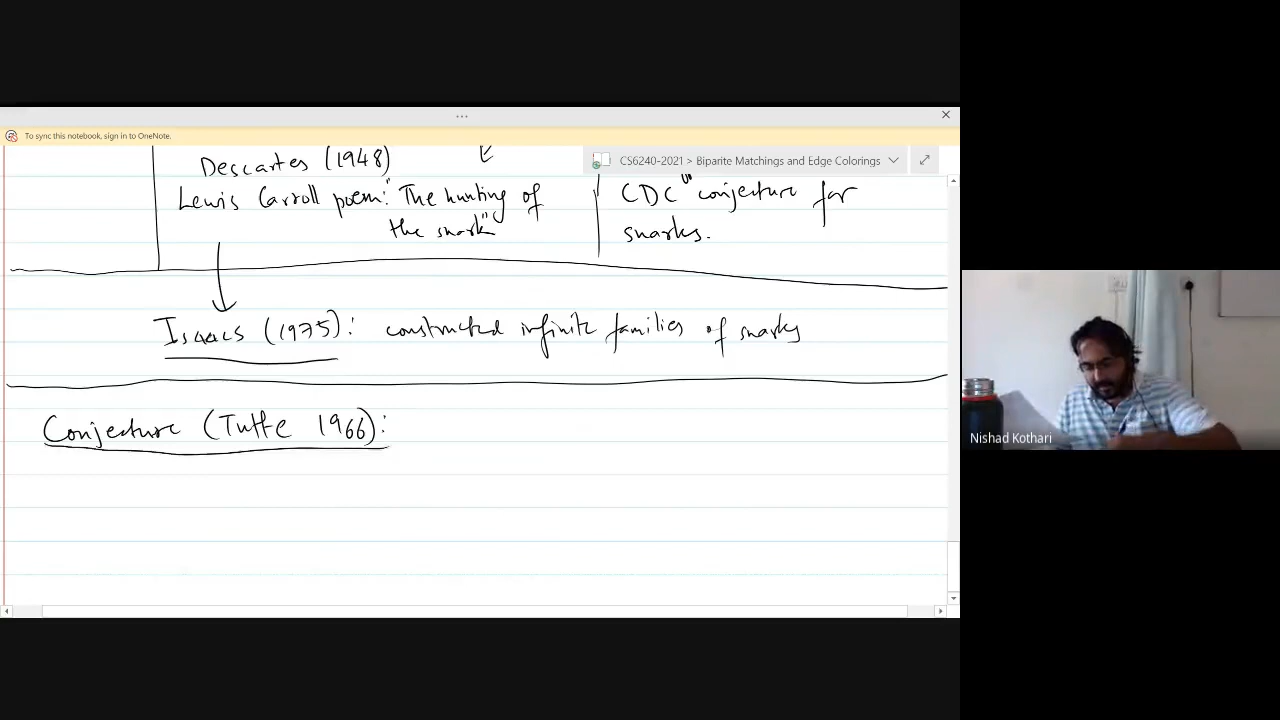 To sync this notebook, sign in to OneNote.
CS6240-2021 > Biparite Matchings and Edge Colorings
Descartes (1948)
Lewis Carroll poem: "The hunting of
the snark"
CDC" conjecture for
snarks.
Isaacs (1975): constructed infinite families of snarks
Conjecture (Tutte 1966):
Nishad Kothari